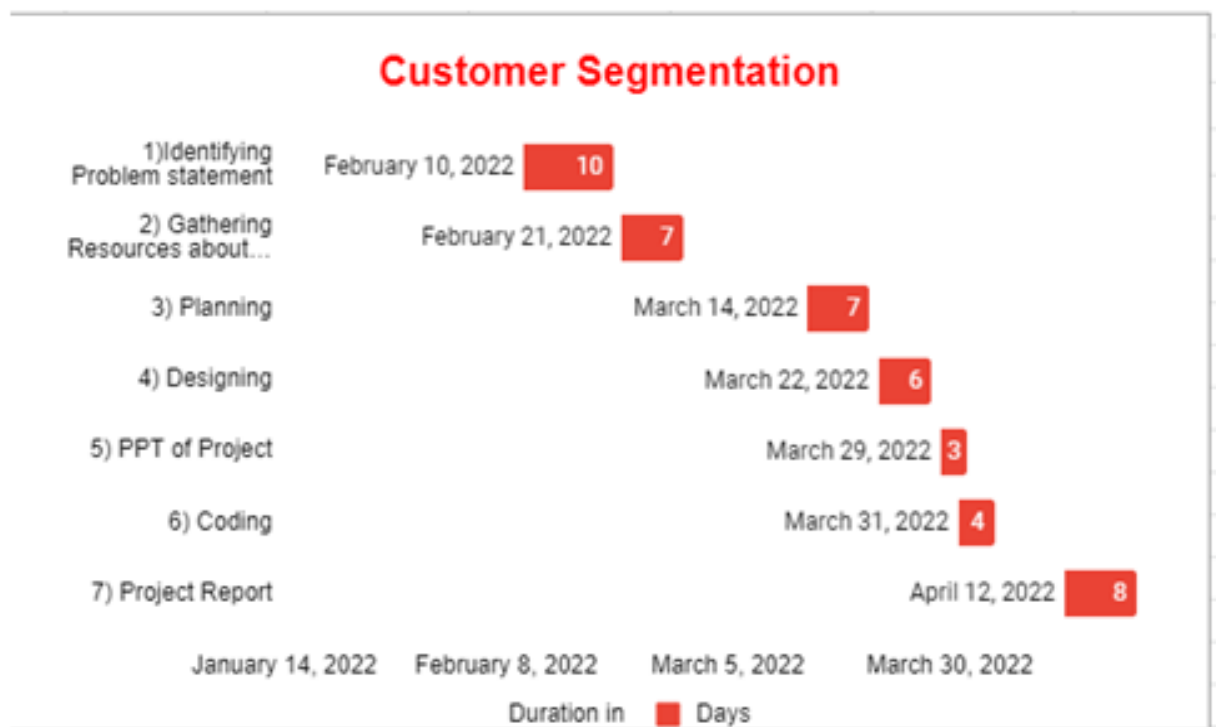 Customer Segmentation
1)Identifying
Problem statement
February 10, 2022
10
2) Gathering
Resources about...
February 21, 2022
7
3) Planning
March 14, 2022
7
4) Designing
March 22, 2022
6
5) PPT of Project
March 29, 2022
3
6) Coding
March 31, 2022
4
7) Project Report
April 12, 2022
8
January 14, 2022
February 8, 2022
March 5, 2022
March 30, 2022
Duration in Days